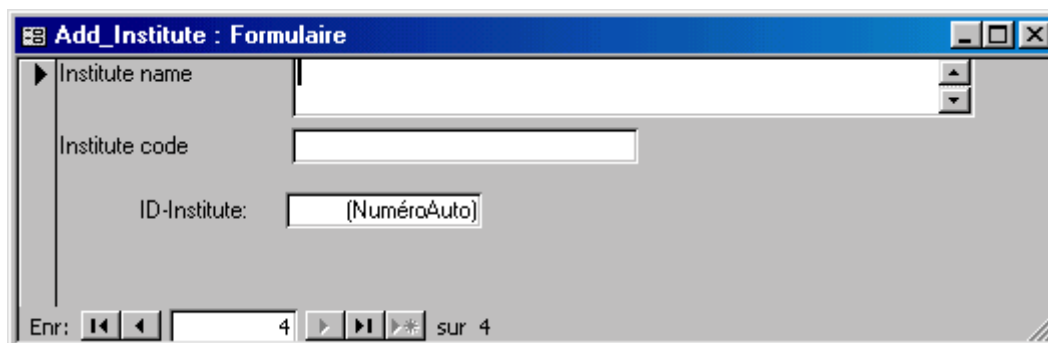 Add_Institute : Formulaire
Institute name
Institute code
ID-Institute: (NuméroAuto)
Enr: 4 sur 4